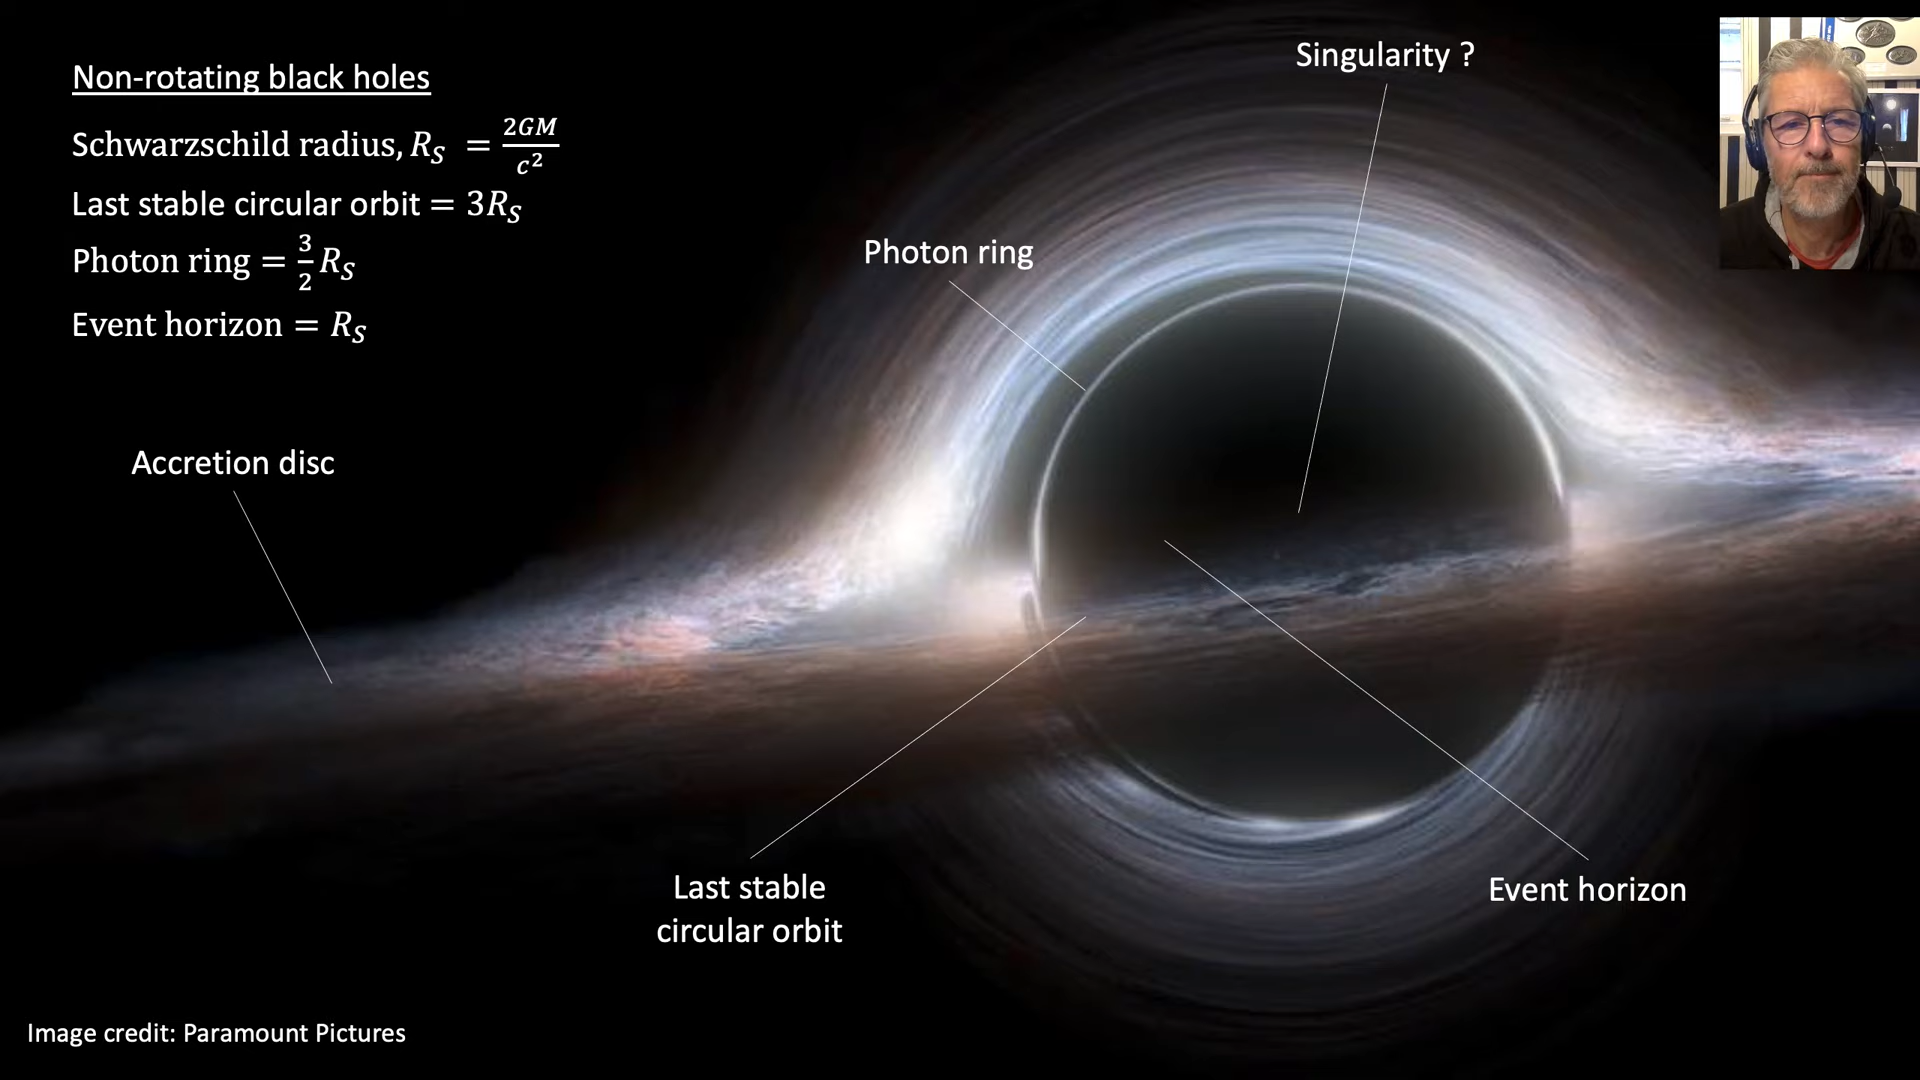 Non-rotating black holes
Schwarzschild radius, R_S = 2GM/c²
Last stable circular orbit = 3R_S
Photon ring = 3/2 R_S
Event horizon = R_S
Singularity ?
Photon ring
Accretion disc
Last stable
circular orbit
Event horizon
Image credit: Paramount Pictures